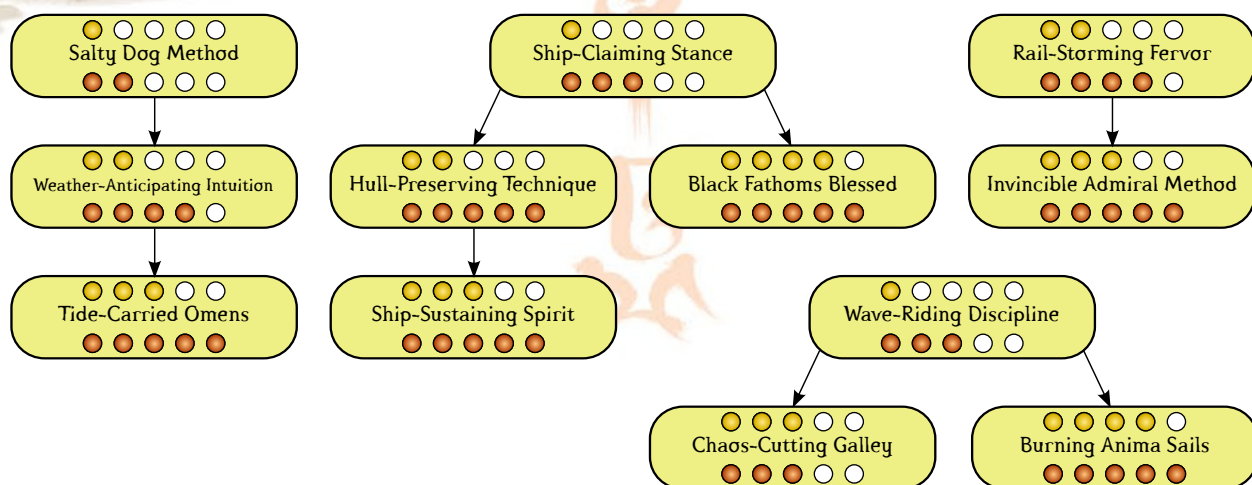 Salty Dog Method
Ship-Claiming Stance
Rail-Storming Fervor
Weather-Anticipating Intuition
Hull-Preserving Technique
Black Fathoms Blessed
Invincible Admiral Method
Tide-Carried Omens
Ship-Sustaining Spirit
Wave-Riding Discipline
Chaos-Cutting Galley
Burning Anima Sails